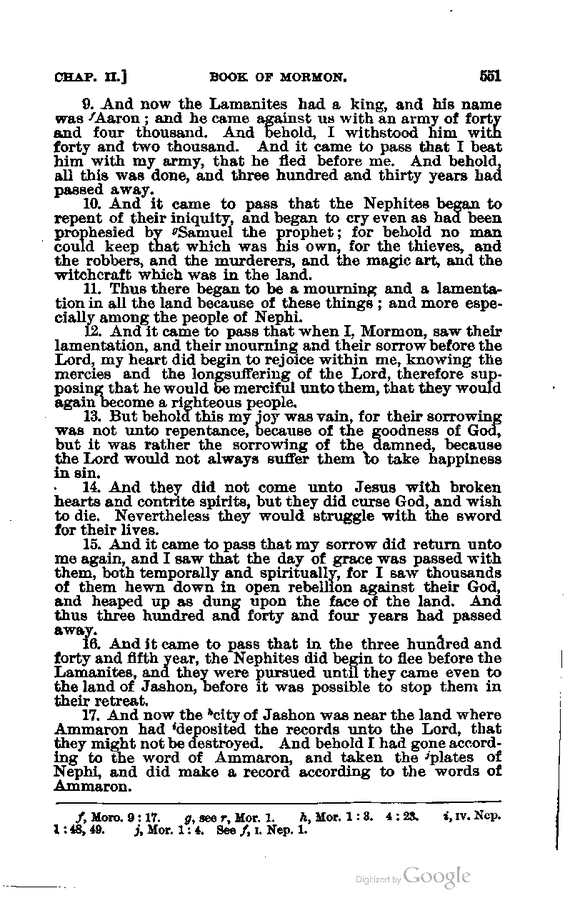 CHAP. II.] BOOK OF MORMON. 551
9. And now the Lamanites had a king, and his name
was ᶠAaron; and he came against us with an army of forty
and four thousand. And behold, I withstood him with
forty and two thousand. And it came to pass that I beat
him with my army, that he fled before me. And behold,
all this was done, and three hundred and thirty years had
passed away.
10. And it came to pass that the Nephites began to
repent of their iniquity, and began to cry even as had been
prophesied by ᵍSamuel the prophet; for behold no man
could keep that which was his own, for the thieves, and
the robbers, and the murderers, and the magic art, and the
witchcraft which was in the land.
11. Thus there began to be a mourning and a lamenta-
tion in all the land because of these things; and more espe-
cially among the people of Nephi.
12. And it came to pass that when I, Mormon, saw their
lamentation, and their mourning and their sorrow before the
Lord, my heart did begin to rejoice within me, knowing the
mercies and the longsuffering of the Lord, therefore sup-
posing that he would be merciful unto them, that they would
again become a righteous people.
13. But behold this my joy was vain, for their sorrowing
was not unto repentance, because of the goodness of God,
but it was rather the sorrowing of the damned, because
the Lord would not always suffer them to take happiness
in sin.
14. And they did not come unto Jesus with broken
hearts and contrite spirits, but they did curse God, and wish
to die. Nevertheless they would struggle with the sword
for their lives.
15. And it came to pass that my sorrow did return unto
me again, and I saw that the day of grace was passed with
them, both temporally and spiritually, for I saw thousands
of them hewn down in open rebellion against their God,
and heaped up as dung upon the face of the land. And
thus three hundred and forty and four years had passed
away.
16. And it came to pass that in the three hundred and
forty and fifth year, the Nephites did begin to flee before the
Lamanites, and they were pursued until they came even to
the land of Jashon, before it was possible to stop them in
their retreat.
17. And now the ʰcity of Jashon was near the land where
Ammaron had ⁱdeposited the records unto the Lord, that
they might not be destroyed. And behold I had gone accord-
ing to the word of Ammaron, and taken the ʲplates of
Nephi, and did make a record according to the words of
Ammaron.
f, Moro. 9:17. g, see r, Mor. 1. h, Mor. 1:3. 4:23. i, IV. Nep.
1:48, 49. j, Mor. 1:4. See f, I. Nep. 1.
Digitized by Google